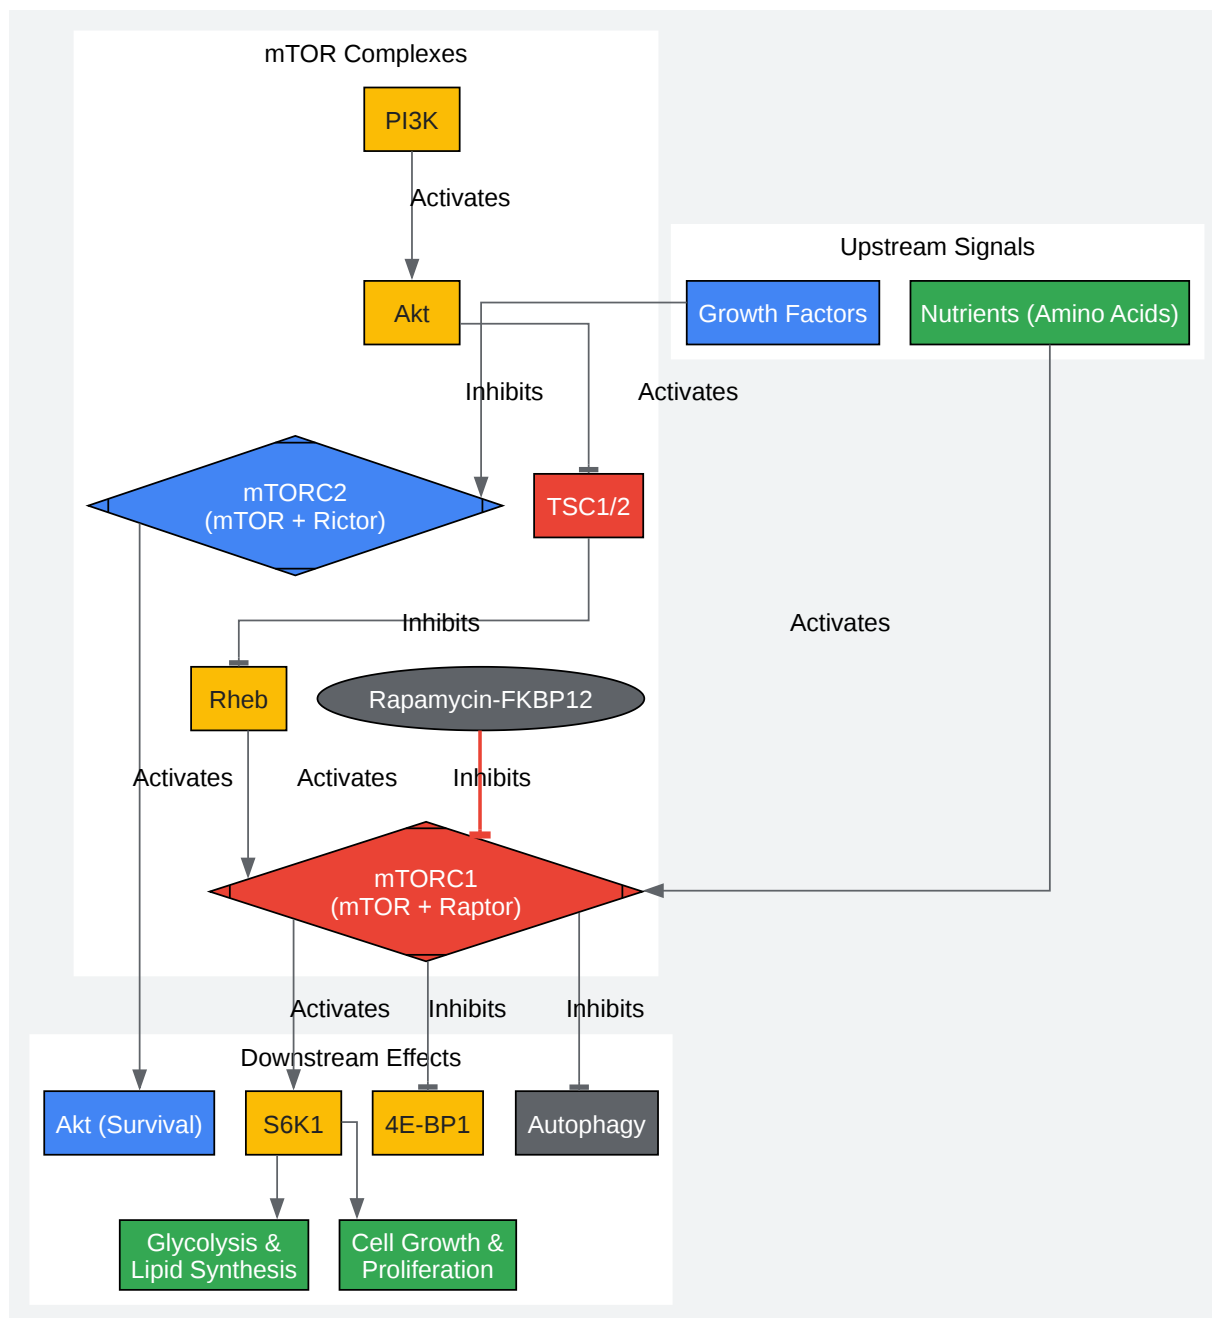 mTOR Complexes
PI3K
Activates
Upstream Signals
Akt
Growth Factors
Nutrients (Amino Acids)
Inhibits
Activates
mTORC2
(mTOR + Rictor)
TSC1/2
Inhibits
Activates
Rheb
Rapamycin-FKBP12
Activates
Activates
Inhibits
mTORC1
(mTOR + Raptor)
Activates
Inhibits
Inhibits
Downstream Effects
Akt (Survival)
S6K1
4E-BP1
Autophagy
Glycolysis &
Lipid Synthesis
Cell Growth &
Proliferation